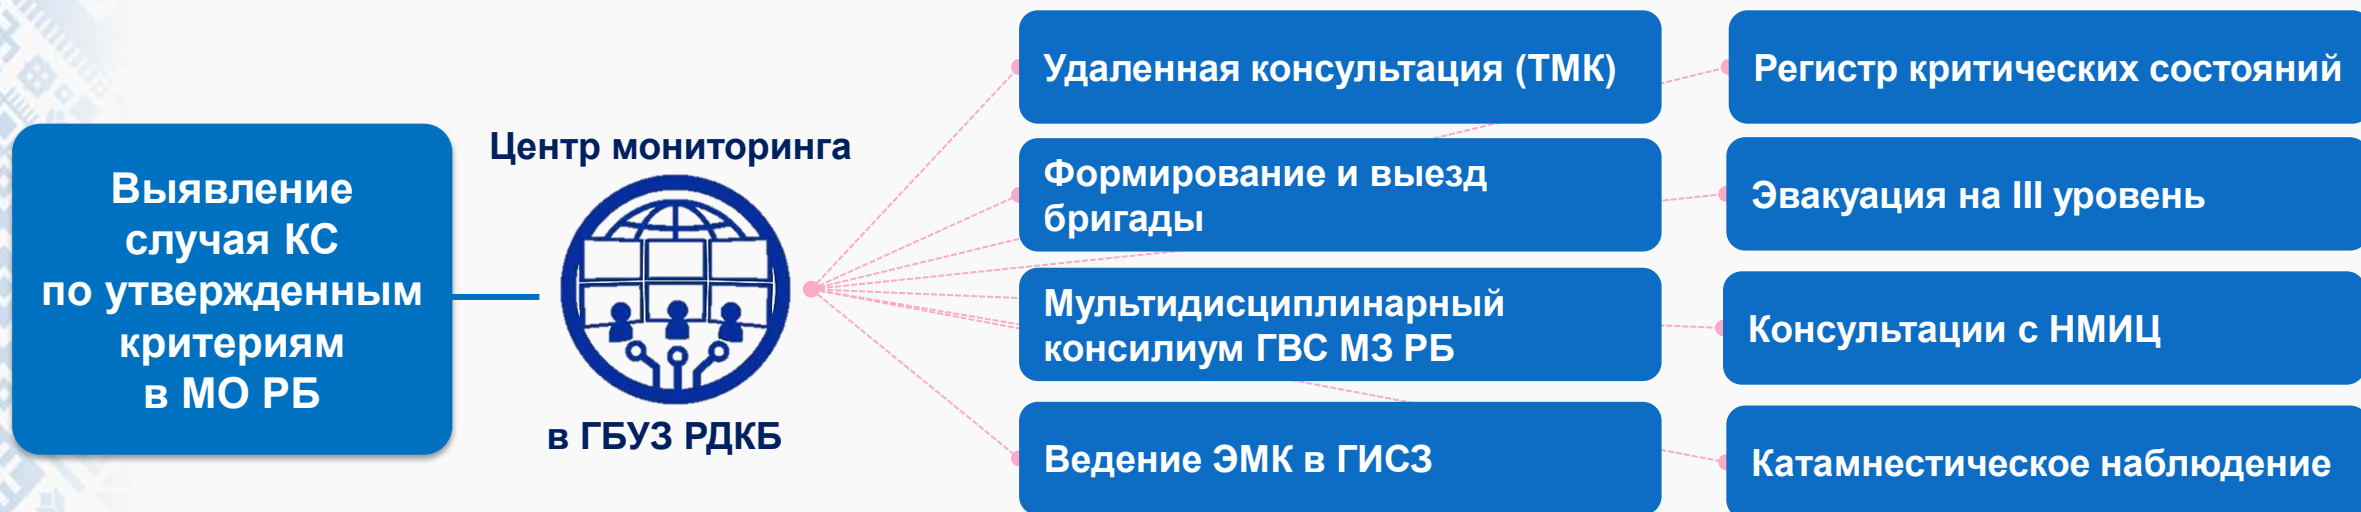 Выявление
случая КС
по утвержденным
критериям
в МО РБ
Центр мониторинга
в ГБУЗ РДКБ
Удаленная консультация (ТМК)
Формирование и выезд
бригады
Мультидисциплинарный
консилиум ГВС МЗ РБ
Ведение ЭМК в ГИСЗ
Регистр критических состояний
Эвакуация на III уровень
Консультации с НМИЦ
Катамнестическое наблюдение